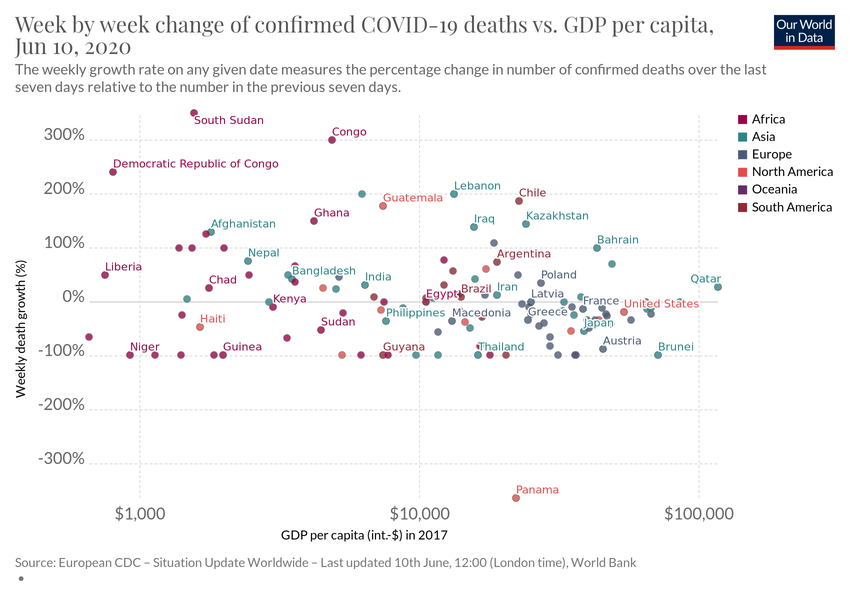 Week by week change of confirmed COVID-19 deaths vs. GDP per capita,
Jun 10, 2020
Our World
in Data
The weekly growth rate on any given date measures the percentage change in number of confirmed deaths over the last
seven days relative to the number in the previous seven days.
Africa
Asia
Europe
North America
Oceania
South America
Weekly death growth (%)
300%
200%
100%
0%
-100%
-200%
-300%
South Sudan
Congo
Democratic Republic of Congo
Lebanon
Chile
Guatemala
Ghana
Kazakhstan
Iraq
Afghanistan
Bahrain
Nepal
Argentina
Liberia
Bangladesh
Poland
India
Chad
Qatar
Iran
Brazil
Egypt
Latvia
Kenya
France
United States
Philippines
Macedonia
Greece
Haiti
Sudan
Japan
Austria
Niger
Guinea
Guyana
Thailand
Brunei
Panama
$1,000
$10,000
$100,000
GDP per capita (int.-$) in 2017
Source: European CDC – Situation Update Worldwide – Last updated 10th June, 12:00 (London time), World Bank